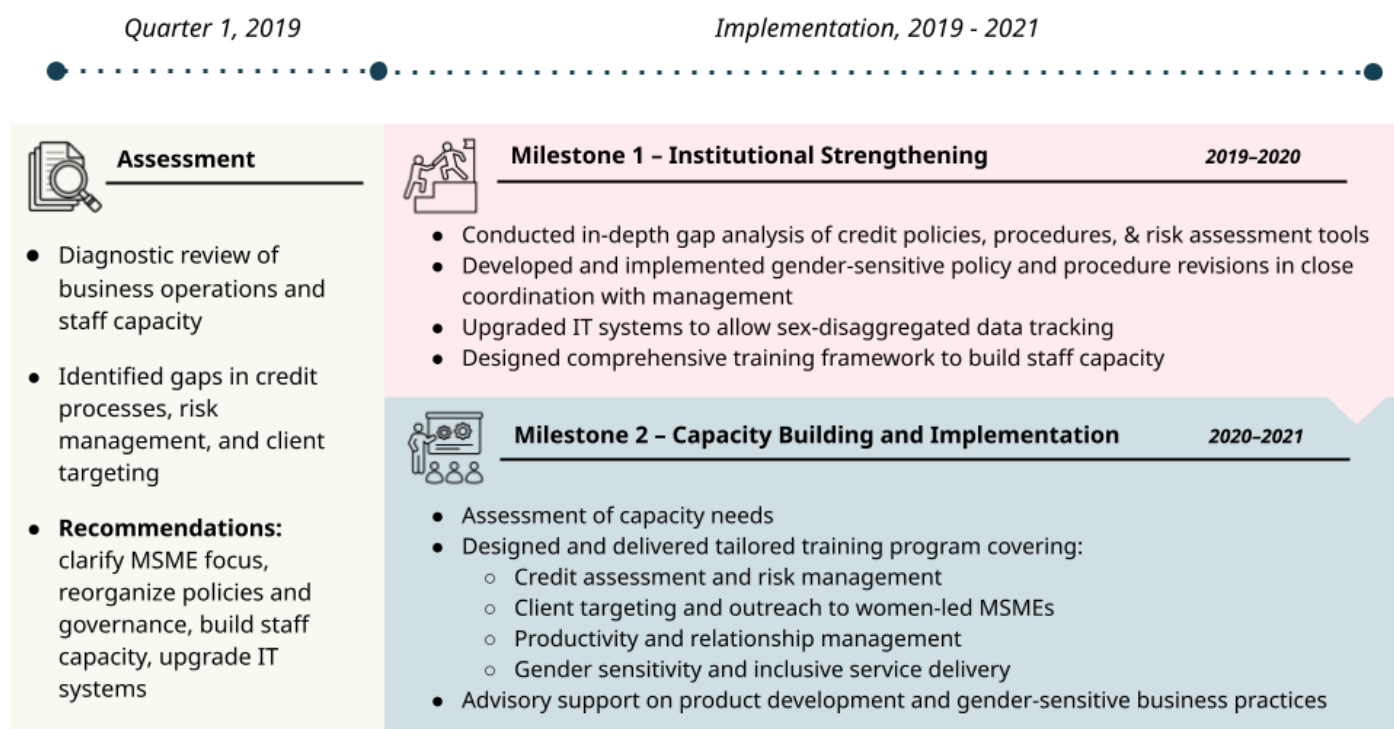 Quarter 1, 2019
Implementation, 2019 - 2021
Assessment
● Diagnostic review of
business operations and
staff capacity
● Identified gaps in credit
processes, risk
management, and client
targeting
● Recommendations:
clarify MSME focus,
reorganize policies and
governance, build staff
capacity, upgrade IT
systems
Milestone 1 – Institutional Strengthening 2019–2020
● Conducted in-depth gap analysis of credit policies, procedures, & risk assessment tools
● Developed and implemented gender-sensitive policy and procedure revisions in close
coordination with management
● Upgraded IT systems to allow sex-disaggregated data tracking
● Designed comprehensive training framework to build staff capacity
Milestone 2 – Capacity Building and Implementation 2020–2021
● Assessment of capacity needs
● Designed and delivered tailored training program covering:
○ Credit assessment and risk management
○ Client targeting and outreach to women-led MSMEs
○ Productivity and relationship management
○ Gender sensitivity and inclusive service delivery
● Advisory support on product development and gender-sensitive business practices